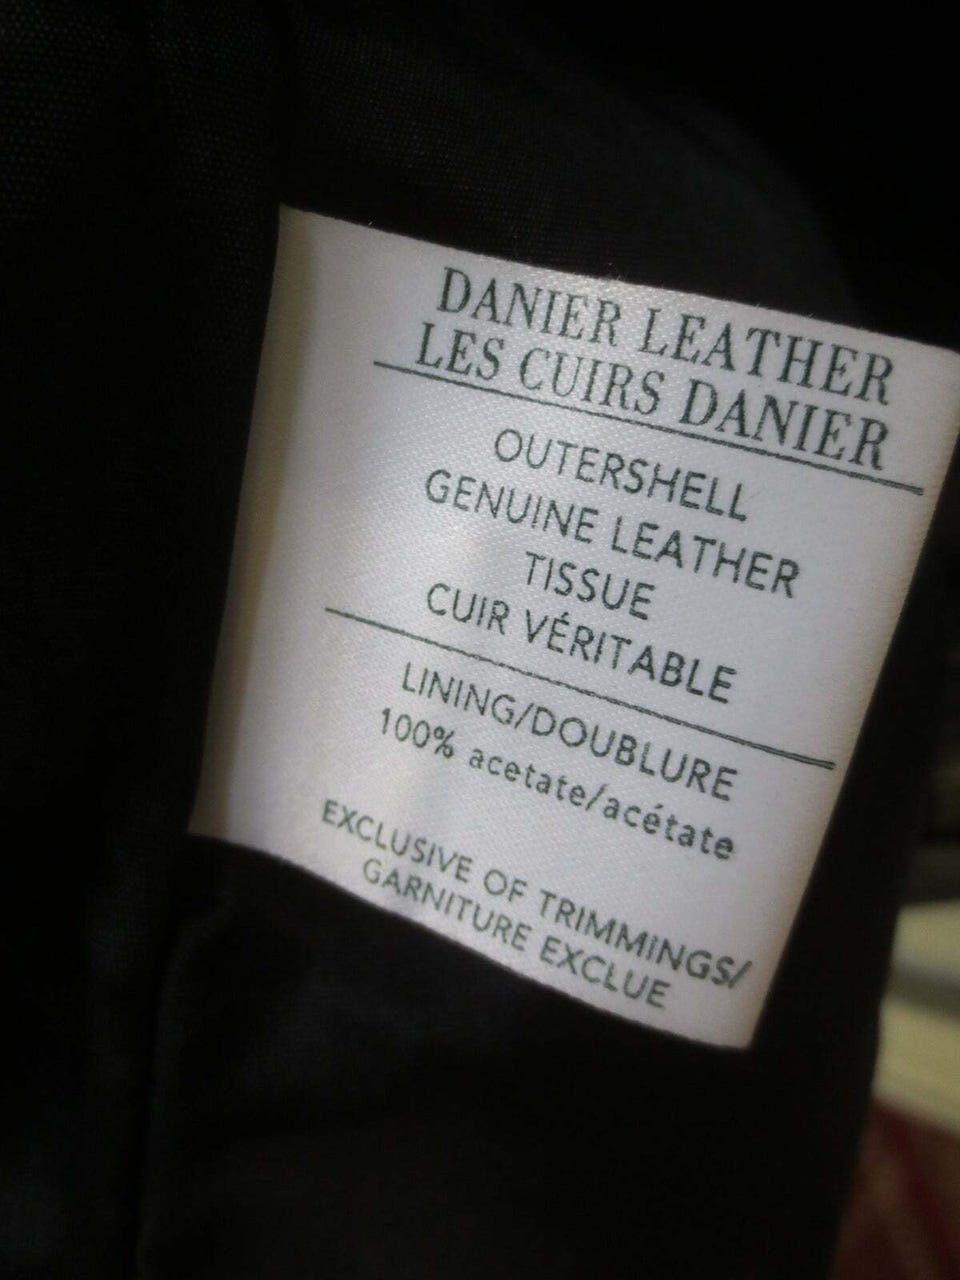 DANIER LEATHER
LES CUIRS DANIER
OUTERSHELL
GENUINE LEATHER
TISSUE
CUIR VÉRITABLE
LINING/DOUBLURE
100% acetate/acétate
EXCLUSIVE OF TRIMMINGS/
GARNITURE EXCLUE